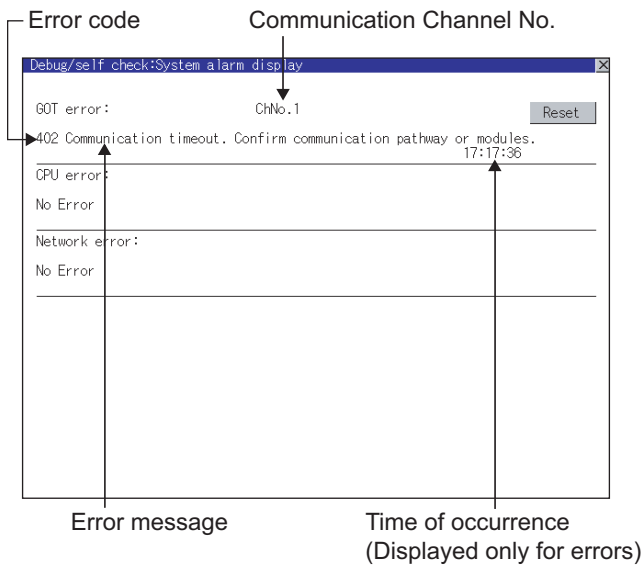 Error code
Communication Channel No.
Debug/self check:System alarm display
GOT error: ChNo.1 Reset
402 Communication timeout. Confirm communication pathway or modules.
17:17:36
CPU error:
No Error
Network error:
No Error
Error message
Time of occurrence
(Displayed only for errors)